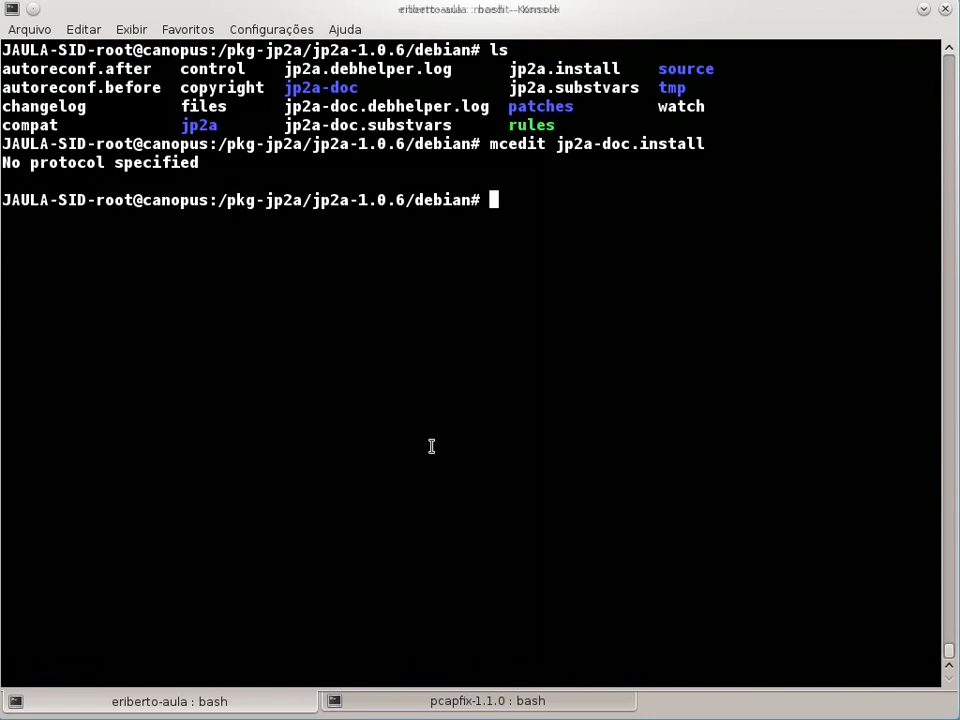 Arquivo Editar Exibir Favoritos Configurações Ajuda
JAULA-SID-root@canopus:/pkg-jp2a/jp2a-1.0.6/debian# ls
autoreconf.after control jp2a.debhelper.log jp2a.install source
autoreconf.before copyright jp2a-doc jp2a.substvars tmp
changelog files jp2a-doc.debhelper.log patches watch
compat jp2a jp2a-doc.substvars rules
JAULA-SID-root@canopus:/pkg-jp2a/jp2a-1.0.6/debian# mcedit jp2a-doc.install
No protocol specified
JAULA-SID-root@canopus:/pkg-jp2a/jp2a-1.0.6/debian#
eriberto-aula : bash pcapfix-1.1.0 : bash